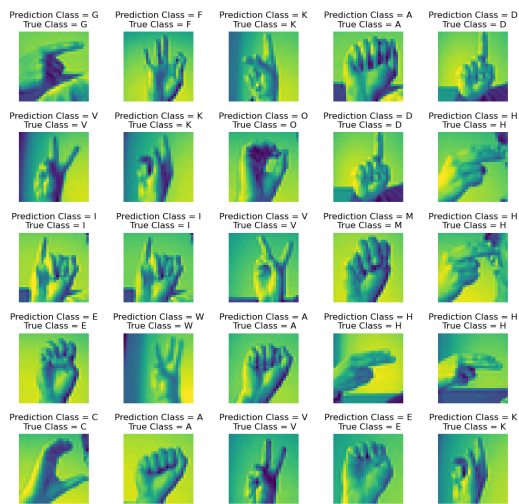 Prediction Class = G
True Class = G
Prediction Class = F
True Class = F
Prediction Class = K
True Class = K
Prediction Class = A
True Class = A
Prediction Class = D
True Class = D
Prediction Class = V
True Class = V
Prediction Class = K
True Class = K
Prediction Class = O
True Class = O
Prediction Class = D
True Class = D
Prediction Class = H
True Class = H
Prediction Class = I
True Class = I
Prediction Class = I
True Class = I
Prediction Class = V
True Class = V
Prediction Class = M
True Class = M
Prediction Class = H
True Class = H
Prediction Class = E
True Class = E
Prediction Class = W
True Class = W
Prediction Class = A
True Class = A
Prediction Class = H
True Class = H
Prediction Class = H
True Class = H
Prediction Class = C
True Class = C
Prediction Class = A
True Class = A
Prediction Class = V
True Class = V
Prediction Class = E
True Class = E
Prediction Class = K
True Class = K